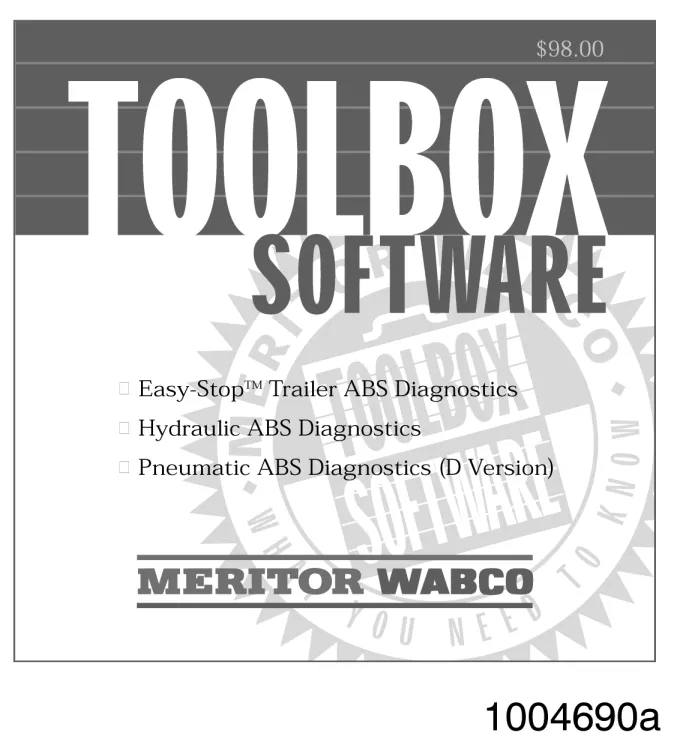 $98.00
TOOLBOX
SOFTWARE
MERITOR WABCO
TOOLBOX
SOFTWARE
WHAT YOU NEED TO KNOW
Easy-Stop™ Trailer ABS Diagnostics
Hydraulic ABS Diagnostics
Pneumatic ABS Diagnostics (D Version)
MERITOR WABCO
1004690a